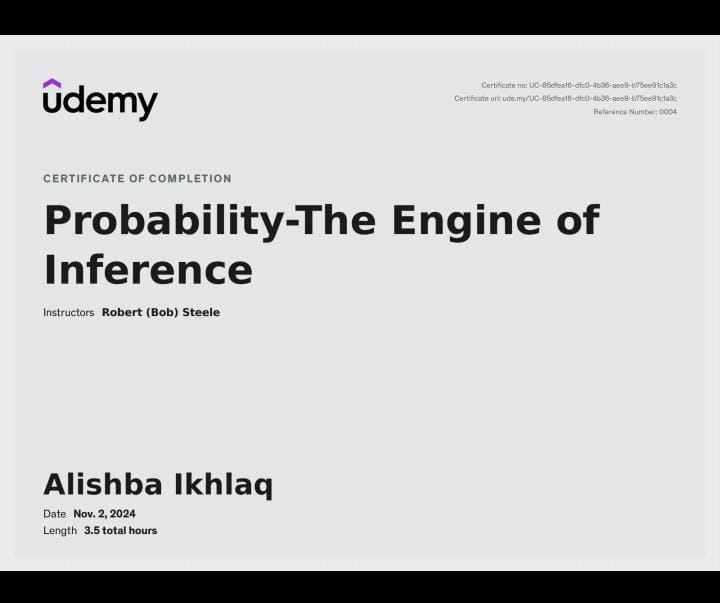 udemy
Certificate no: UC-85dfea16-dfc0-4b36-aee9-b75ee91c1a3c
Certificate url: ude.my/UC-85dfea16-dfc0-4b36-aee9-b75ee91c1a3c
Reference Number: 0004
CERTIFICATE OF COMPLETION
Probability-The Engine of
Inference
Instructors Robert (Bob) Steele
Alishba Ikhlaq
Date Nov. 2, 2024
Length 3.5 total hours